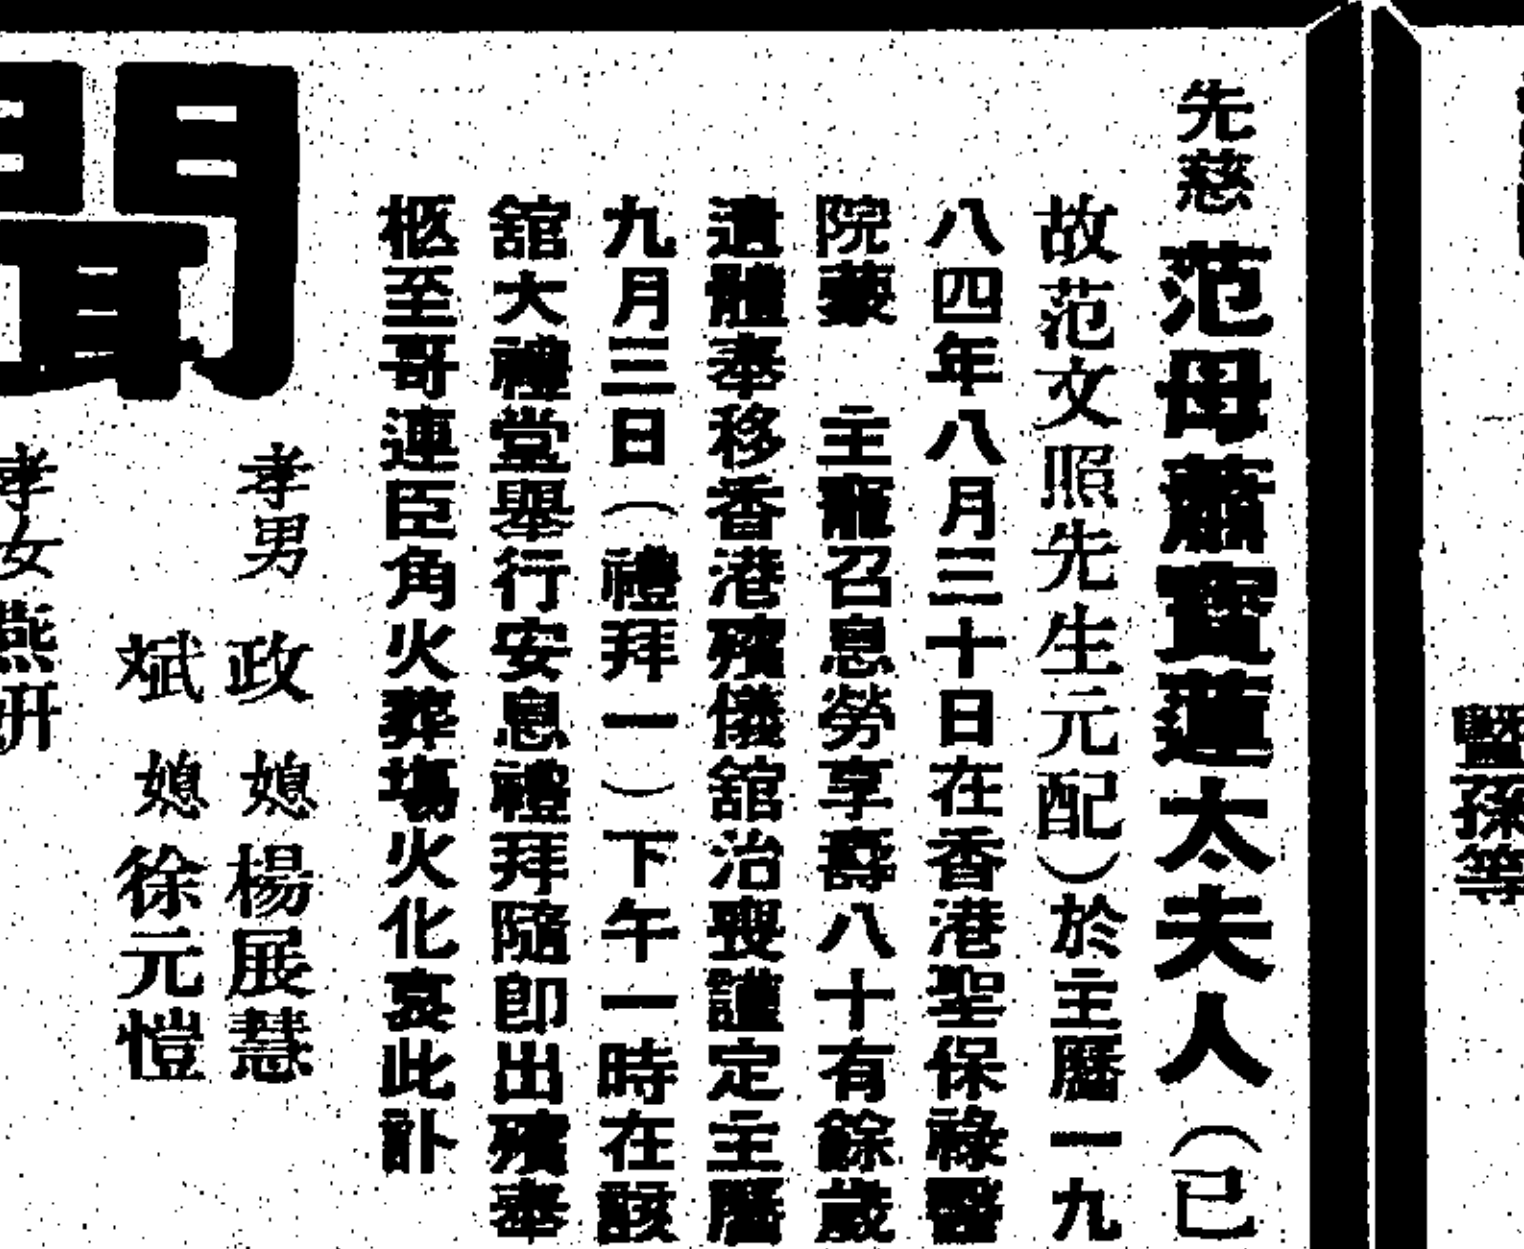 暨孫等
先慈范母蕭寶蓮太夫人（已
故范文照先生元配）於主曆一九
八四年八月三十日在香港聖保祿醫
院蒙　主寵召息勞享壽八十有餘歲
遺體奉移香港殯儀舘治喪謹定主曆
九月三日（禮拜一）下午一時在該
舘大禮堂舉行安息禮拜隨即出殯奉
柩至哥連臣角火葬場火化哀此訃
聞
孝男　政　媳　楊展慧
斌　媳　徐元愷
孝女　燕妍